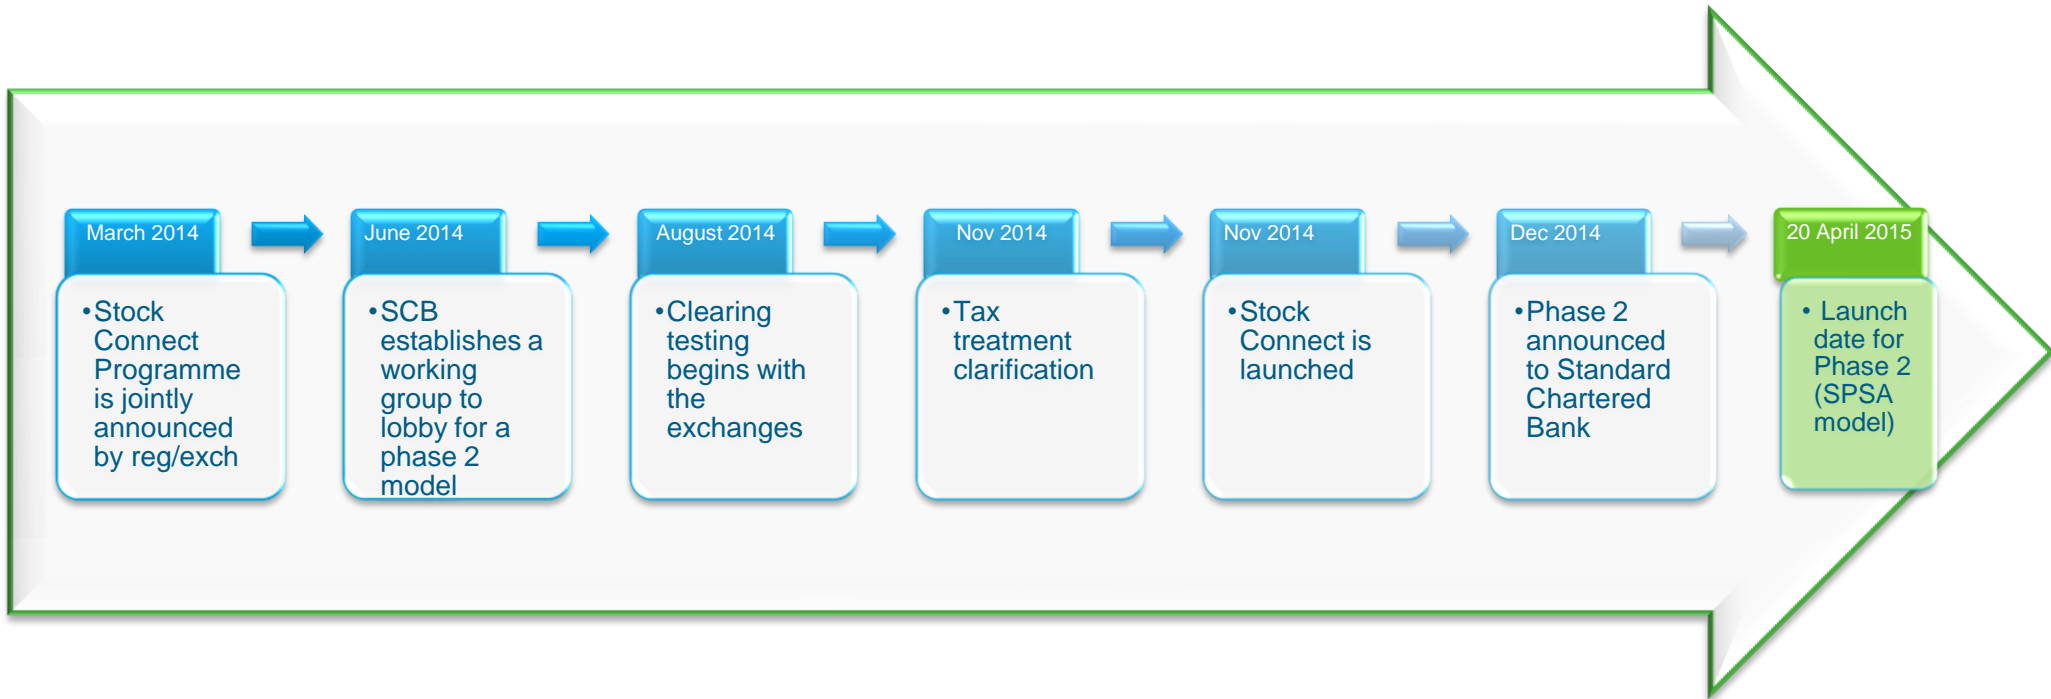 March 2014
•Stock
Connect
Programme
is jointly
announced
by reg/exch
June 2014
•SCB
establishes a
working
group to
lobby for a
phase 2
model
August 2014
•Clearing
testing
begins with
the
exchanges
Nov 2014
•Tax
treatment
clarification
Nov 2014
•Stock
Connect is
launched
Dec 2014
•Phase 2
announced
to Standard
Chartered
Bank
20 April 2015
• Launch
date for
Phase 2
(SPSA
model)